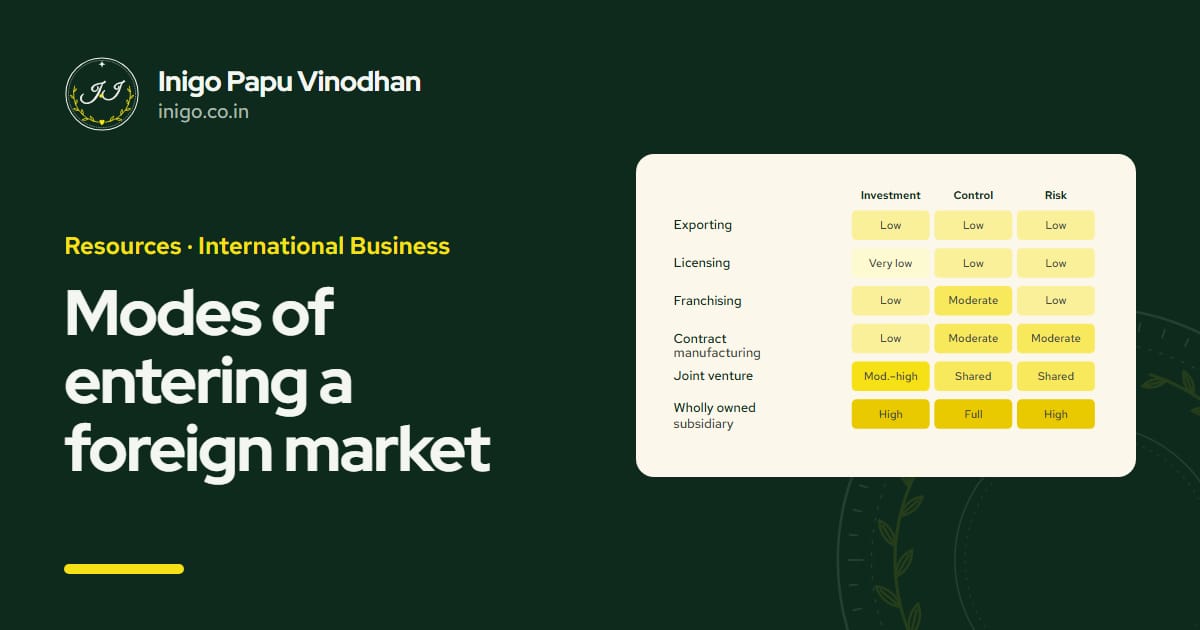 Inigo Papu Vinodhan
inigo.co.in
Resources · International Business
Modes of
entering a
foreign market
Investment Control Risk
Exporting Low Low Low
Licensing Very low Low Low
Franchising Low Moderate Low
Contract
manufacturing Low Moderate Moderate
Joint venture Mod.–high Shared Shared
Wholly owned
subsidiary High Full High